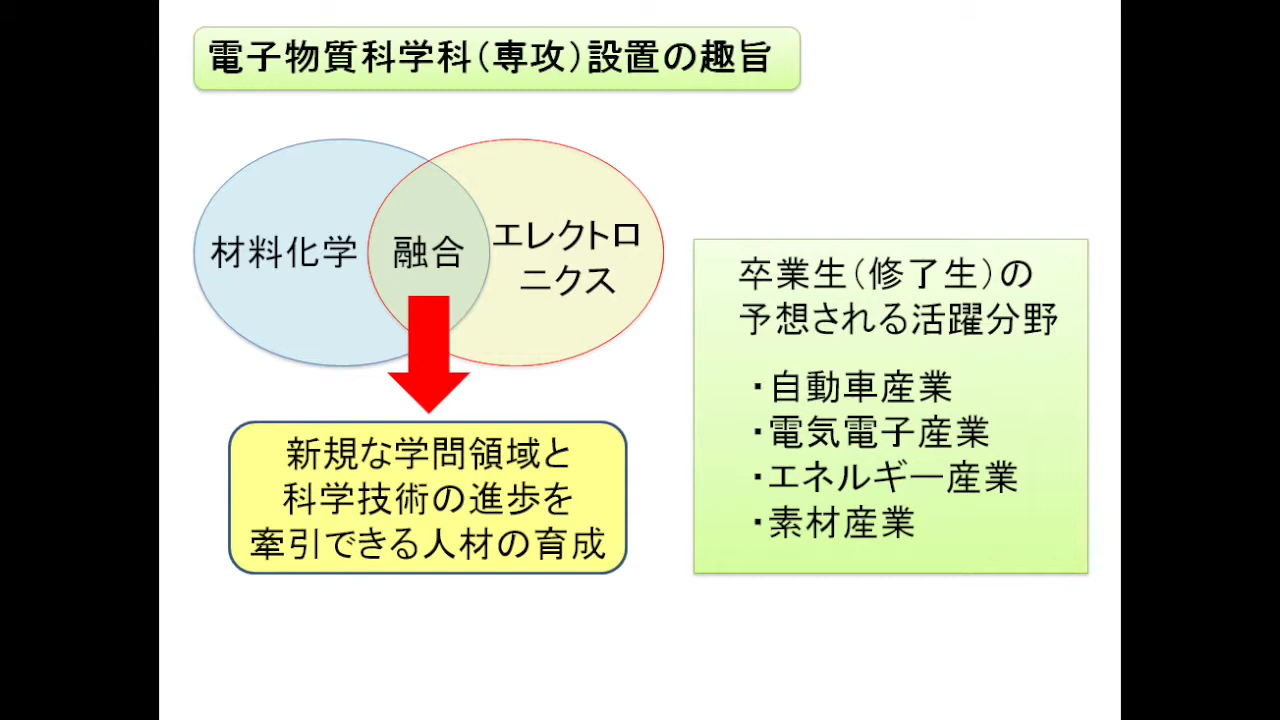 電子物質科学科（専攻）設置の趣旨
材料化学
融合
エレクトロ
ニクス
新規な学問領域と
科学技術の進歩を
牽引できる人材の育成
卒業生（修了生）の
予想される活躍分野
・自動車産業
・電気電子産業
・エネルギー産業
・素材産業